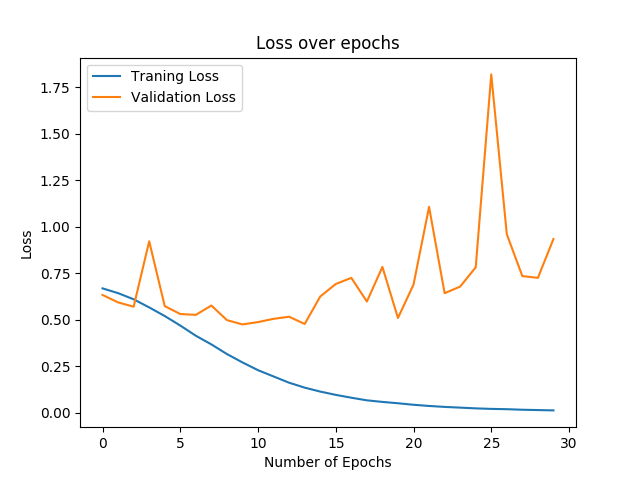 Loss over epochs
Traning Loss
Validation Loss
1.75
1.50
1.25
1.00
0.75
0.50
0.25
0.00
Loss
0 5 10 15 20 25 30
Number of Epochs